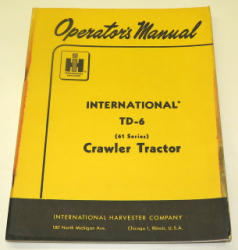 Operator's Manual
IH
INTERNATIONAL®
TD-6
(61 Series)
Crawler Tractor
INTERNATIONAL HARVESTER COMPANY
180 North Michigan Ave. Chicago 1, Illinois, U. S. A.